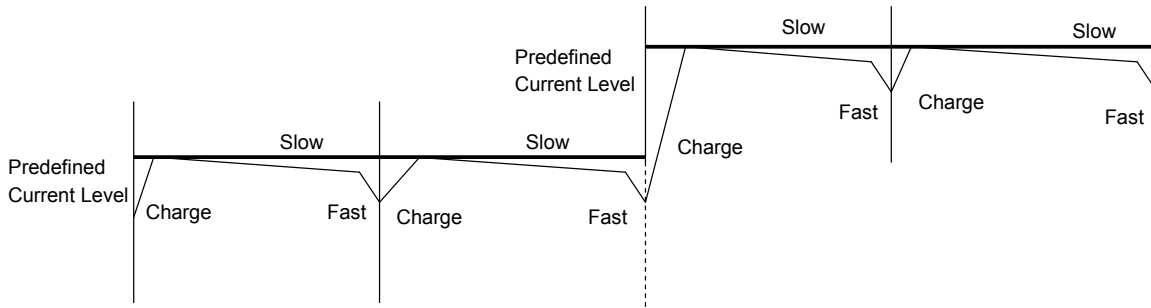 Slow
Slow
Predefined
Current Level
Fast
Charge
Fast
Charge
Slow
Slow
Predefined
Current Level
Charge
Fast
Charge
Fast